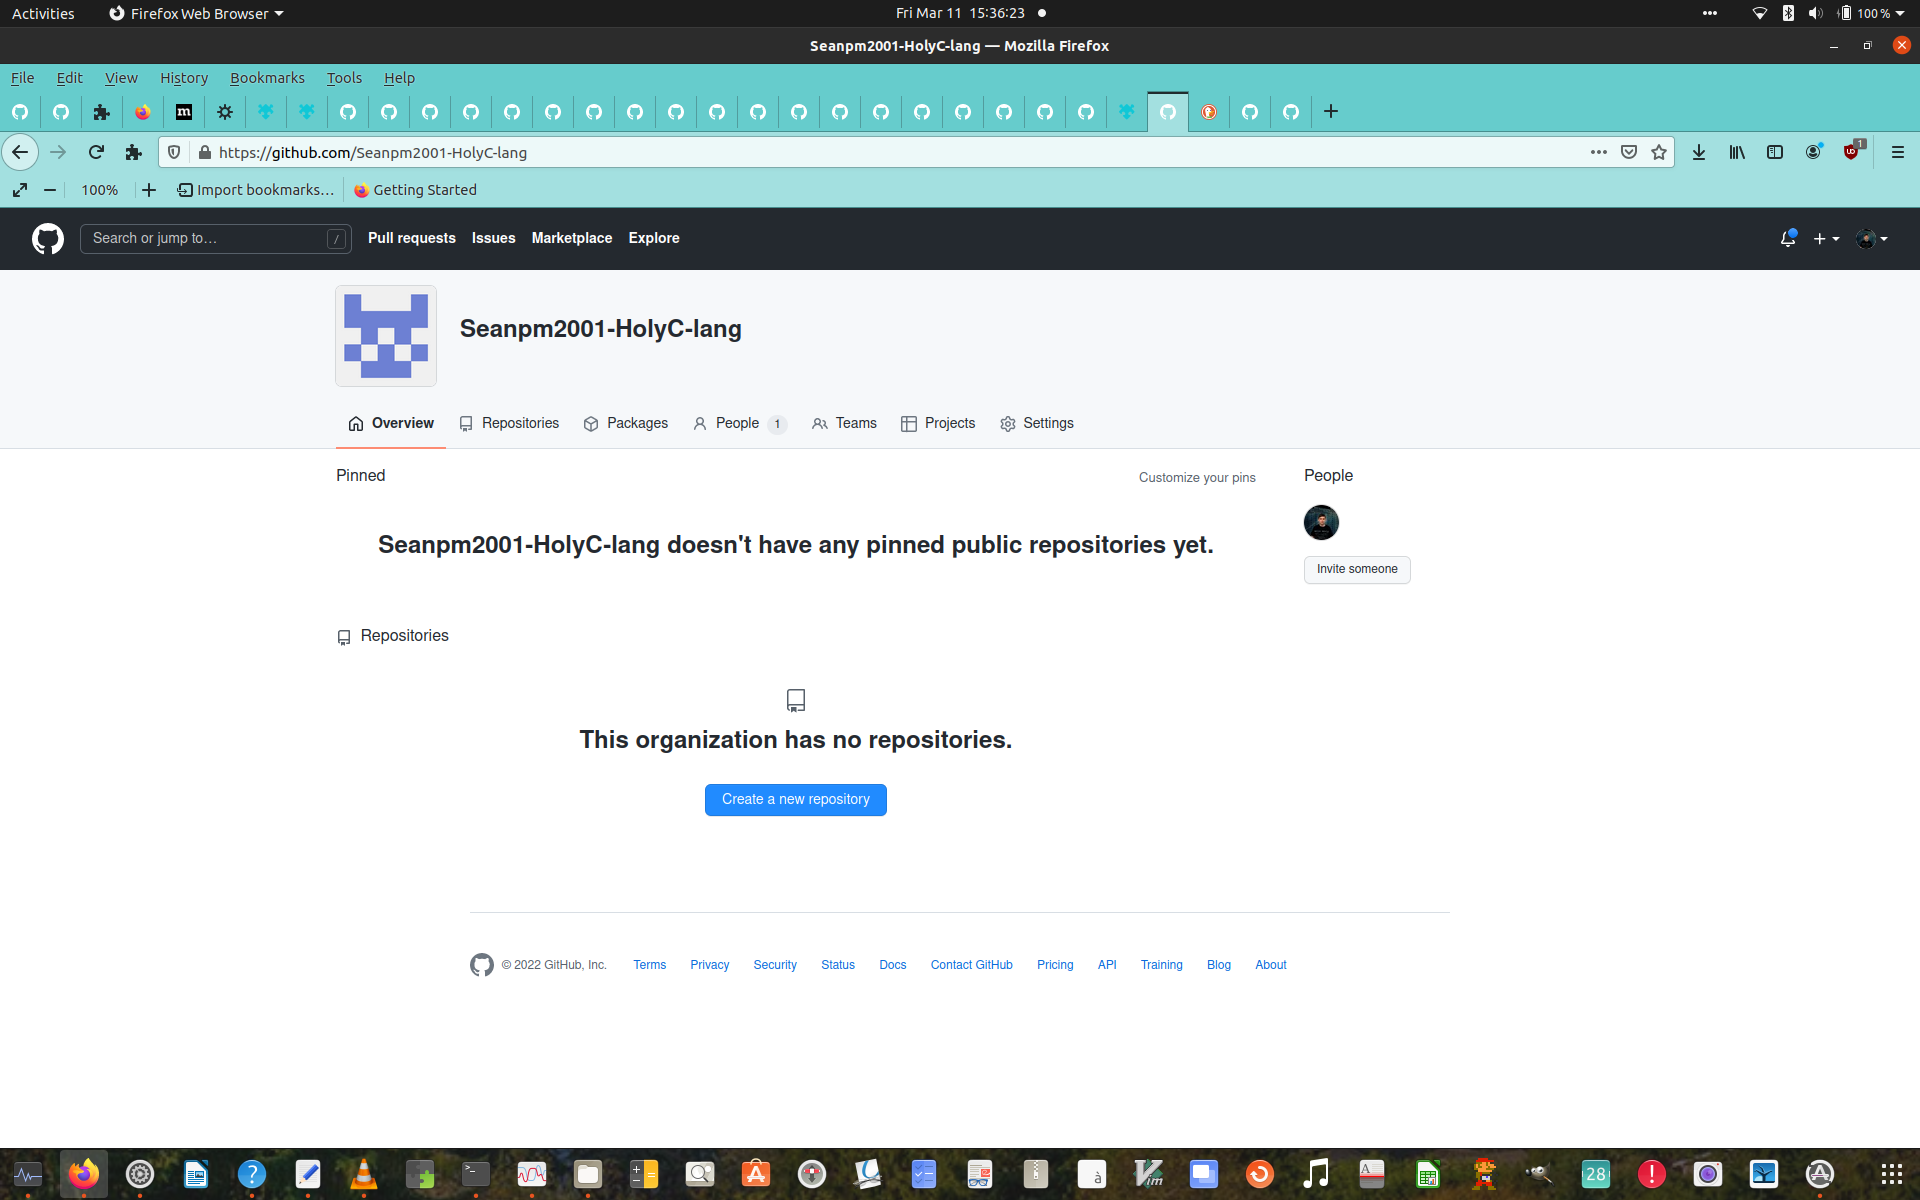 Activities Firefox Web Browser Fri Mar 11 15:36:23 100 %
Seanpm2001-HolyC-lang — Mozilla Firefox
File Edit View History Bookmarks Tools Help
https://github.com/Seanpm2001-HolyC-lang 1
100% Import bookmarks… Getting Started
Search or jump to… / Pull requests Issues Marketplace Explore
Seanpm2001-HolyC-lang
Overview Repositories Packages People 1 Teams Projects Settings
Pinned Customize your pins People
Seanpm2001-HolyC-lang doesn't have any pinned public repositories yet.
Invite someone
Repositories
This organization has no repositories.
Create a new repository
© 2022 GitHub, Inc. Terms Privacy Security Status Docs Contact GitHub Pricing API Training Blog About
28